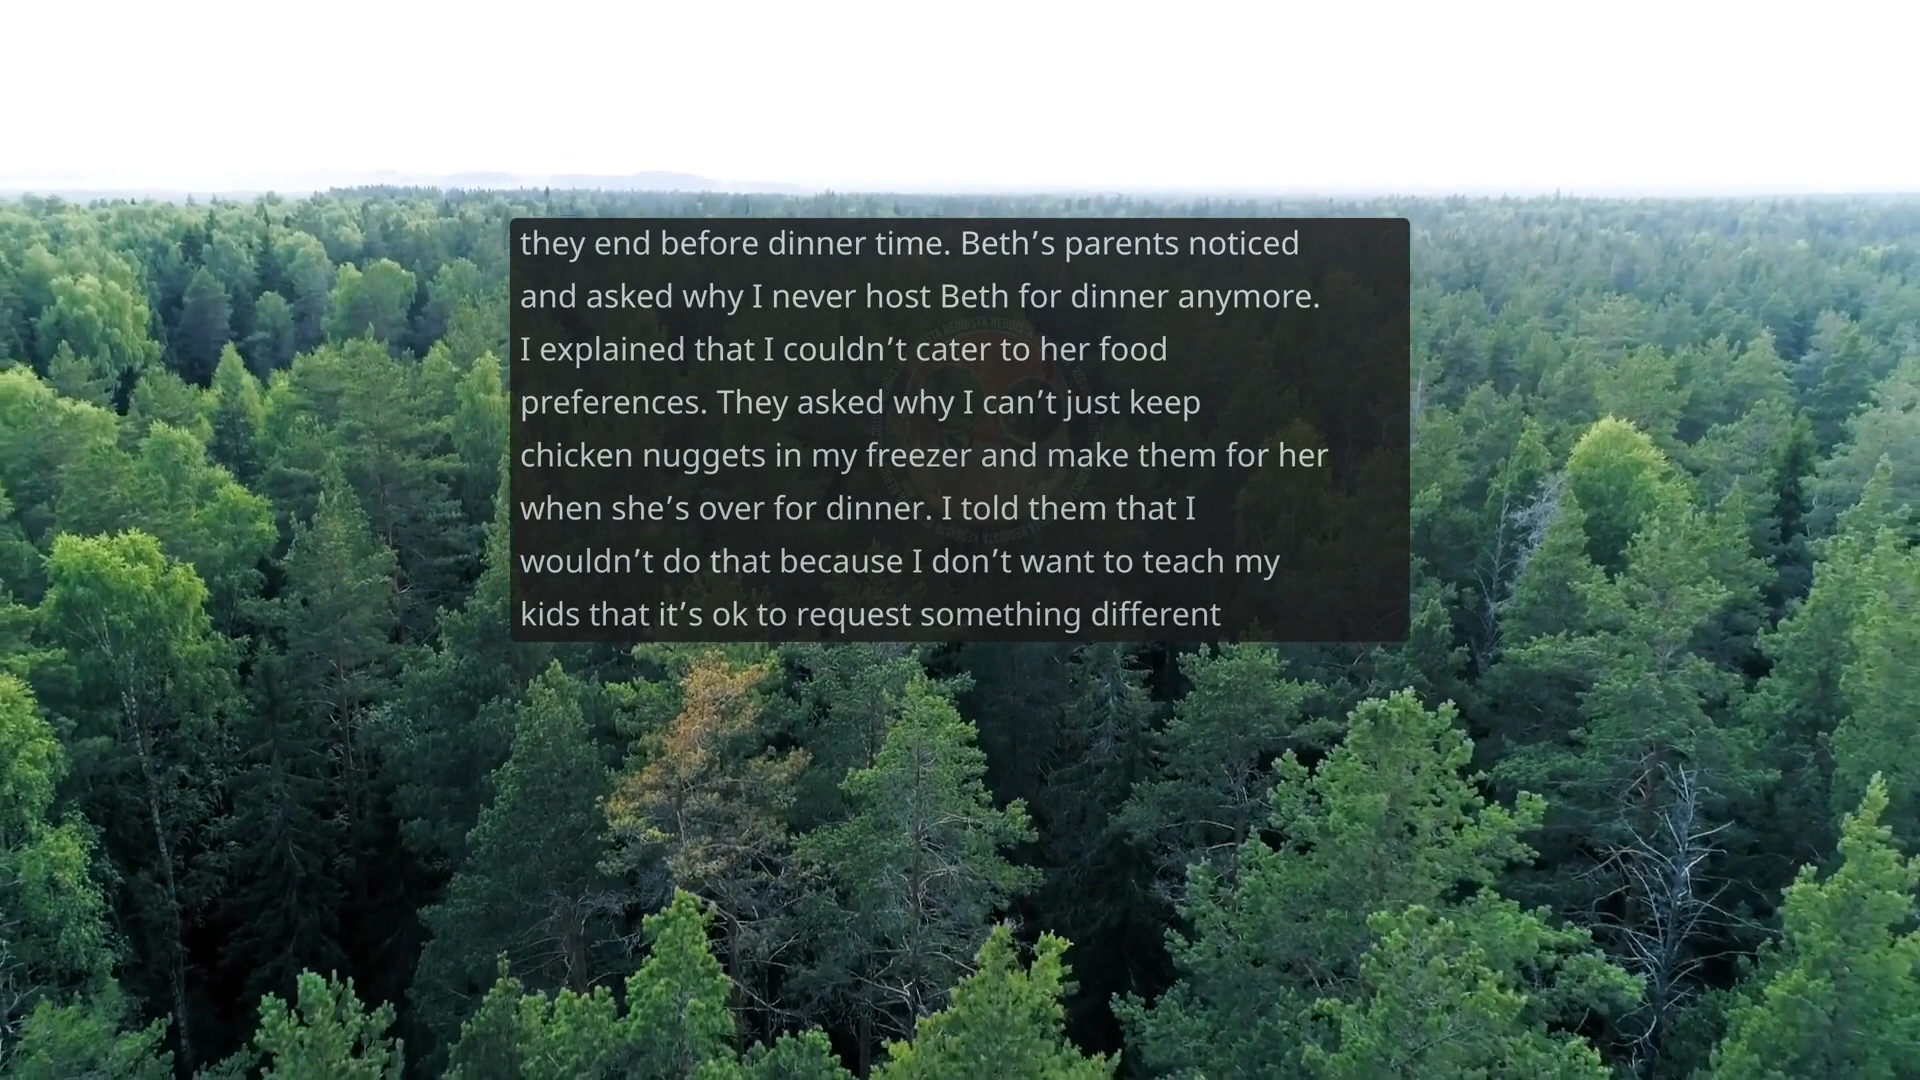 they end before dinner time. Beth’s parents noticed
and asked why I never host Beth for dinner anymore.
I explained that I couldn’t cater to her food
preferences. They asked why I can’t just keep
chicken nuggets in my freezer and make them for her
when she’s over for dinner. I told them that I
wouldn’t do that because I don’t want to teach my
kids that it’s ok to request something different